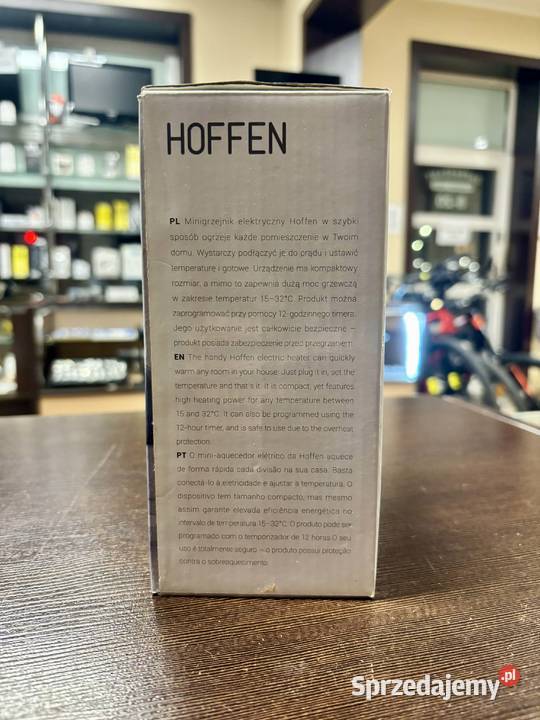 HOFFEN
PL Minigrzejnik elektryczny Hoffen w szybki
sposób ogrzeje każde pomieszczenie w Twoim
domu. Wystarczy podłączyć je do prądu i ustawić
temperaturę i gotowe. Urządzenie ma kompaktowy
rozmiar, a mimo to zapewnia dużą moc grzewczą
w zakresie temperatur 15–32°C. Produkt można
zaprogramować przy pomocy 12-godzinnego timera.
Jego użytkowanie jest całkowicie bezpieczne –
produkt posiada zabezpieczenie przed przegrzaniem.
EN The handy Hoffen electric heater can quickly
warm any room in your house. Just plug it in, set the
temperature and that's it. It is compact, yet features
high heating power for any temperature between
15 and 32°C. It can also be programmed using the
12-hour timer, and is safe to use due to the overheat
protection.
PT O mini-aquecedor elétrico da Hoffen aquece
de forma rápida cada divisão na sua casa. Basta
conectá-lo à eletricidade e ajustar a temperatura. O
dispositivo tem tamanho compacto, mas mesmo
assim garante elevada eficiência energética no
intervalo de temperatura 15–32°C. O produto pode ser
programado com o temporizador de 12 horas. O seu
uso é totalmente seguro – o produto possui proteção
contra o sobreaquecimento.
Sprzedajemy.pl